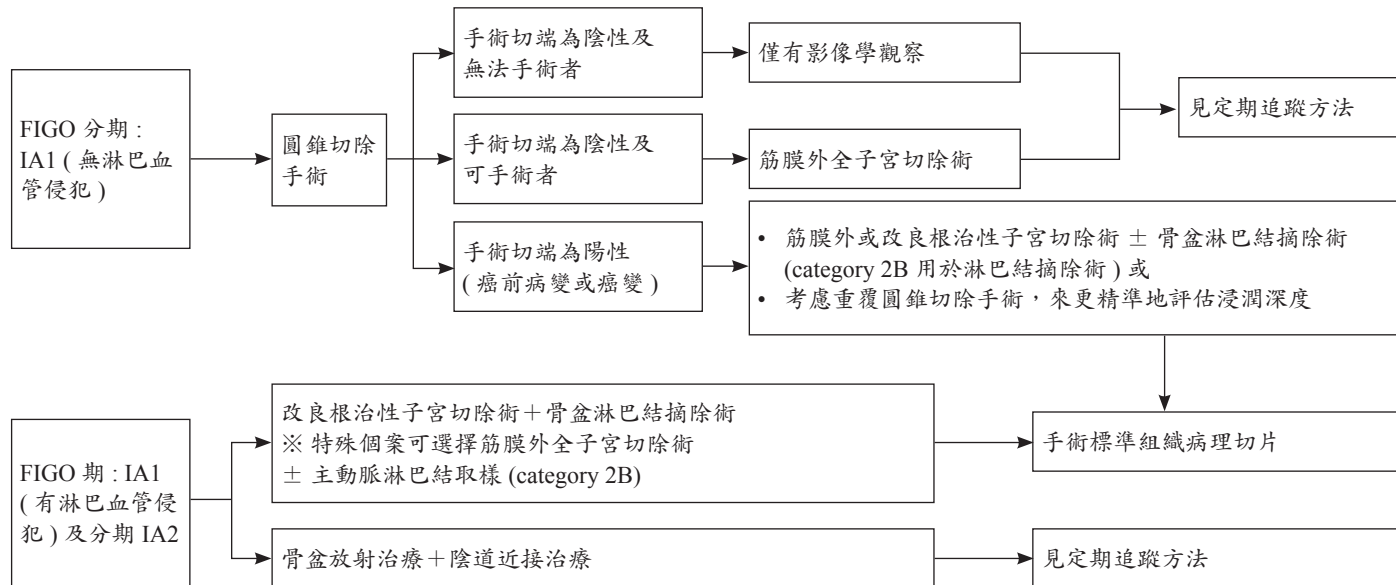 FIGO 分期 :
IA1 ( 無淋巴血
管侵犯 )
圓錐切除
手術
手術切端為陰性及
無法手術者
僅有影像學觀察
手術切端為陰性及
可手術者
筋膜外全子宮切除術
見定期追蹤方法
手術切端為陽性
( 癌前病變或癌變 )
• 筋膜外或改良根治性子宮切除術 ± 骨盆淋巴結摘除術
(category 2B 用於淋巴結摘除術 ) 或
• 考慮重覆圓錐切除手術，來更精準地評估浸潤深度
FIGO 期 : IA1
( 有淋巴血管侵
犯 ) 及分期 IA2
改良根治性子宮切除術＋骨盆淋巴結摘除術
※ 特殊個案可選擇筋膜外全子宮切除術
± 主動脈淋巴結取樣 (category 2B)
手術標準組織病理切片
骨盆放射治療＋陰道近接治療
見定期追蹤方法